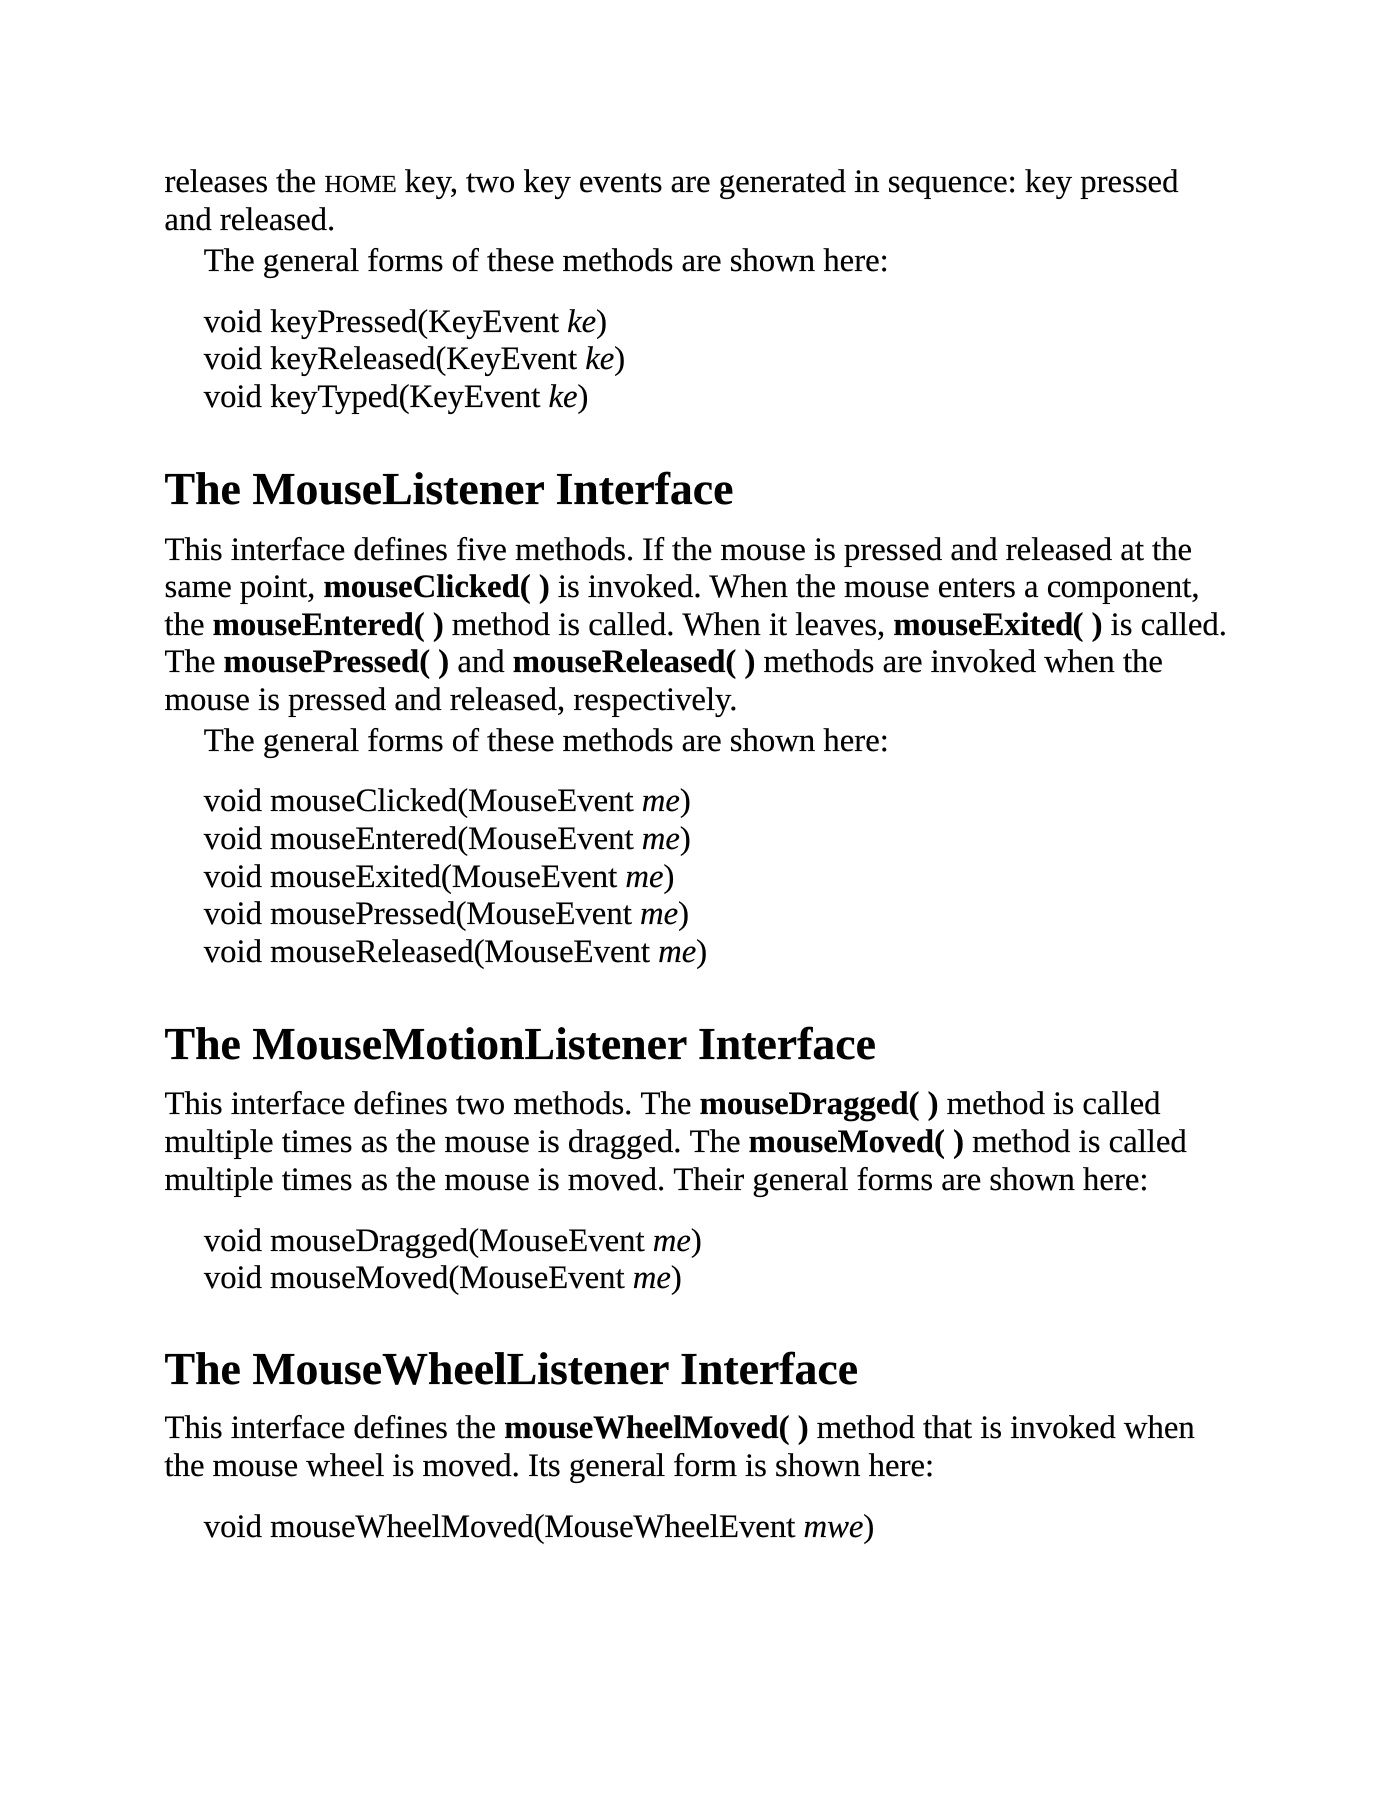 releases the HOME key, two key events are generated in sequence: key pressed
and released.
The general forms of these methods are shown here:
void keyPressed(KeyEvent ke)
void keyReleased(KeyEvent ke)
void keyTyped(KeyEvent ke)
The MouseListener Interface
This interface defines five methods. If the mouse is pressed and released at the
same point, mouseClicked( ) is invoked. When the mouse enters a component,
the mouseEntered( ) method is called. When it leaves, mouseExited( ) is called.
The mousePressed( ) and mouseReleased( ) methods are invoked when the
mouse is pressed and released, respectively.
The general forms of these methods are shown here:
void mouseClicked(MouseEvent me)
void mouseEntered(MouseEvent me)
void mouseExited(MouseEvent me)
void mousePressed(MouseEvent me)
void mouseReleased(MouseEvent me)
The MouseMotionListener Interface
This interface defines two methods. The mouseDragged( ) method is called
multiple times as the mouse is dragged. The mouseMoved( ) method is called
multiple times as the mouse is moved. Their general forms are shown here:
void mouseDragged(MouseEvent me)
void mouseMoved(MouseEvent me)
The MouseWheelListener Interface
This interface defines the mouseWheelMoved( ) method that is invoked when
the mouse wheel is moved. Its general form is shown here:
void mouseWheelMoved(MouseWheelEvent mwe)